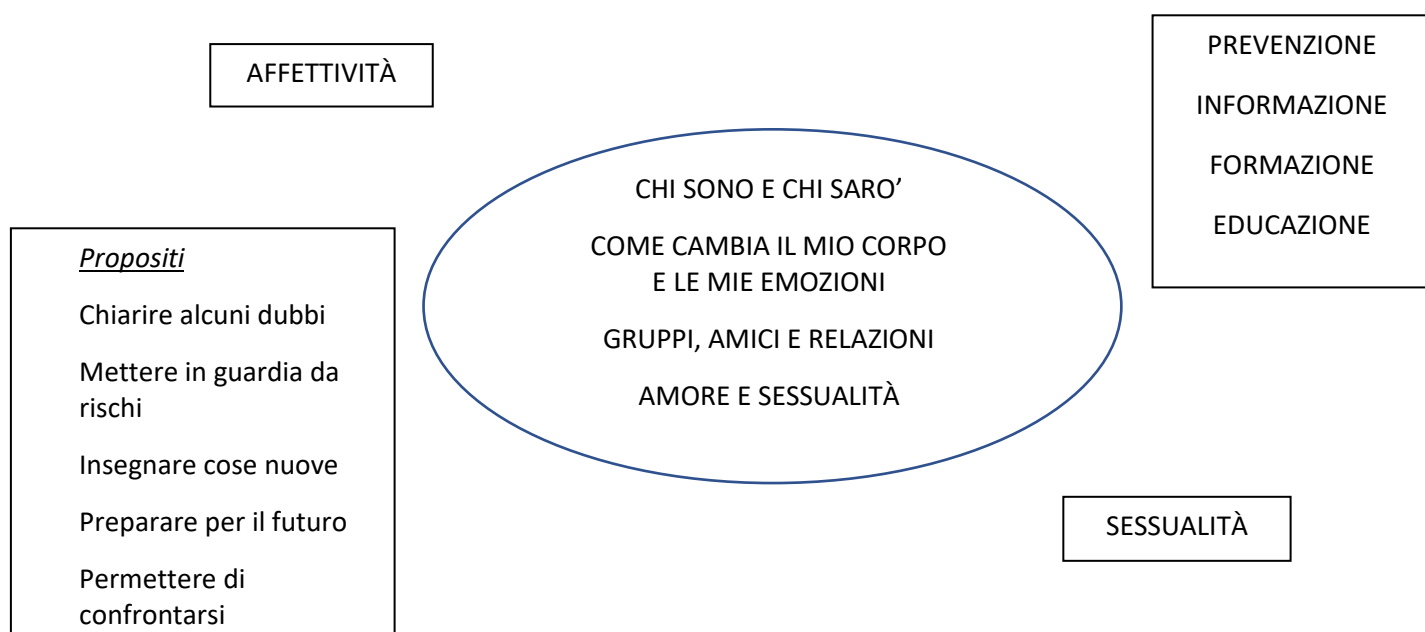 AFFETTIVITÀ
PREVENZIONE
INFORMAZIONE
FORMAZIONE
EDUCAZIONE
CHI SONO E CHI SARO’
COME CAMBIA IL MIO CORPO
E LE MIE EMOZIONI
GRUPPI, AMICI E RELAZIONI
AMORE E SESSUALITÀ
Propositi
Chiarire alcuni dubbi
Mettere in guardia da
rischi
Insegnare cose nuove
Preparare per il futuro
Permettere di
confrontarsi
SESSUALITÀ